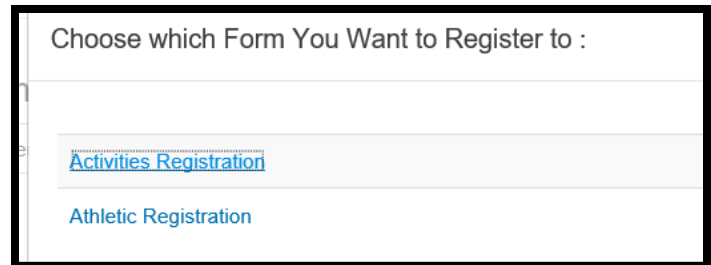 Choose which Form You Want to Register to :
Activities Registration
Athletic Registration